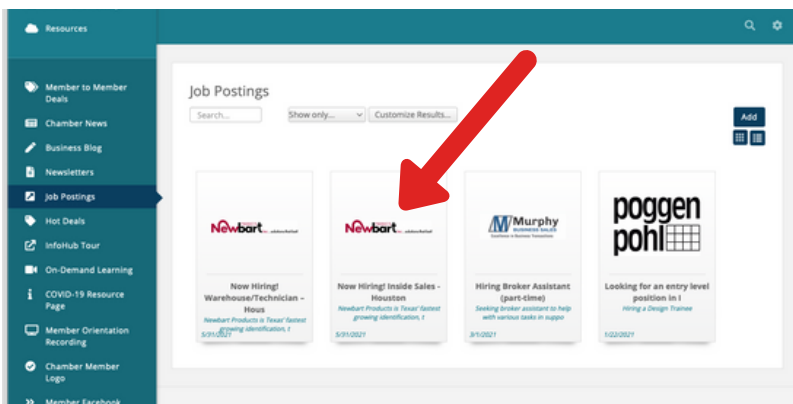 Resources
Member to Member
Deals
Chamber News
Business Blog
Newsletters
Job Postings
Hot Deals
InfoHub Tour
On-Demand Learning
COVID-19 Resource
Page
Member Orientation
Recording
Chamber Member
Logo
Member Facebook
Job Postings
Search...
Show only...
Customize Results...
Add
Newbart
Now Hiring!
Warehouse/Technician –
Hous
Newbart Products is Texas' fastest
growing identification, t
5/31/2021
Newbart
Now Hiring! Inside Sales -
Houston
Newbart Products is Texas' fastest
growing identification, t
5/31/2021
Murphy
BUSINESS SALES
Hiring Broker Assistant
(part-time)
Seeking broker assistant to help
with various tasks in suppo
3/1/2021
poggen
pohl
Looking for an entry level
position in I
Hiring a Design Trainee
1/22/2021